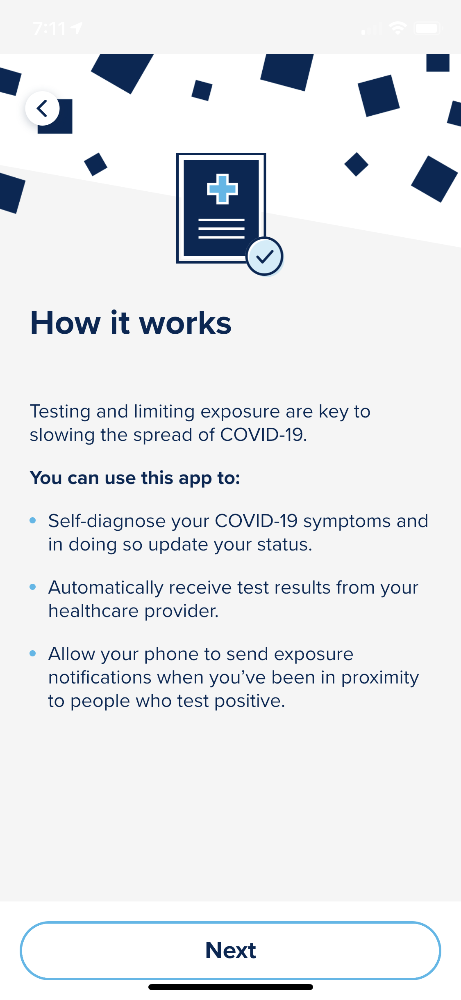 7:11
How it works
Testing and limiting exposure are key to
slowing the spread of COVID-19.
You can use this app to:
Self-diagnose your COVID-19 symptoms and
in doing so update your status.
Automatically receive test results from your
healthcare provider.
Allow your phone to send exposure
notifications when you’ve been in proximity
to people who test positive.
Next